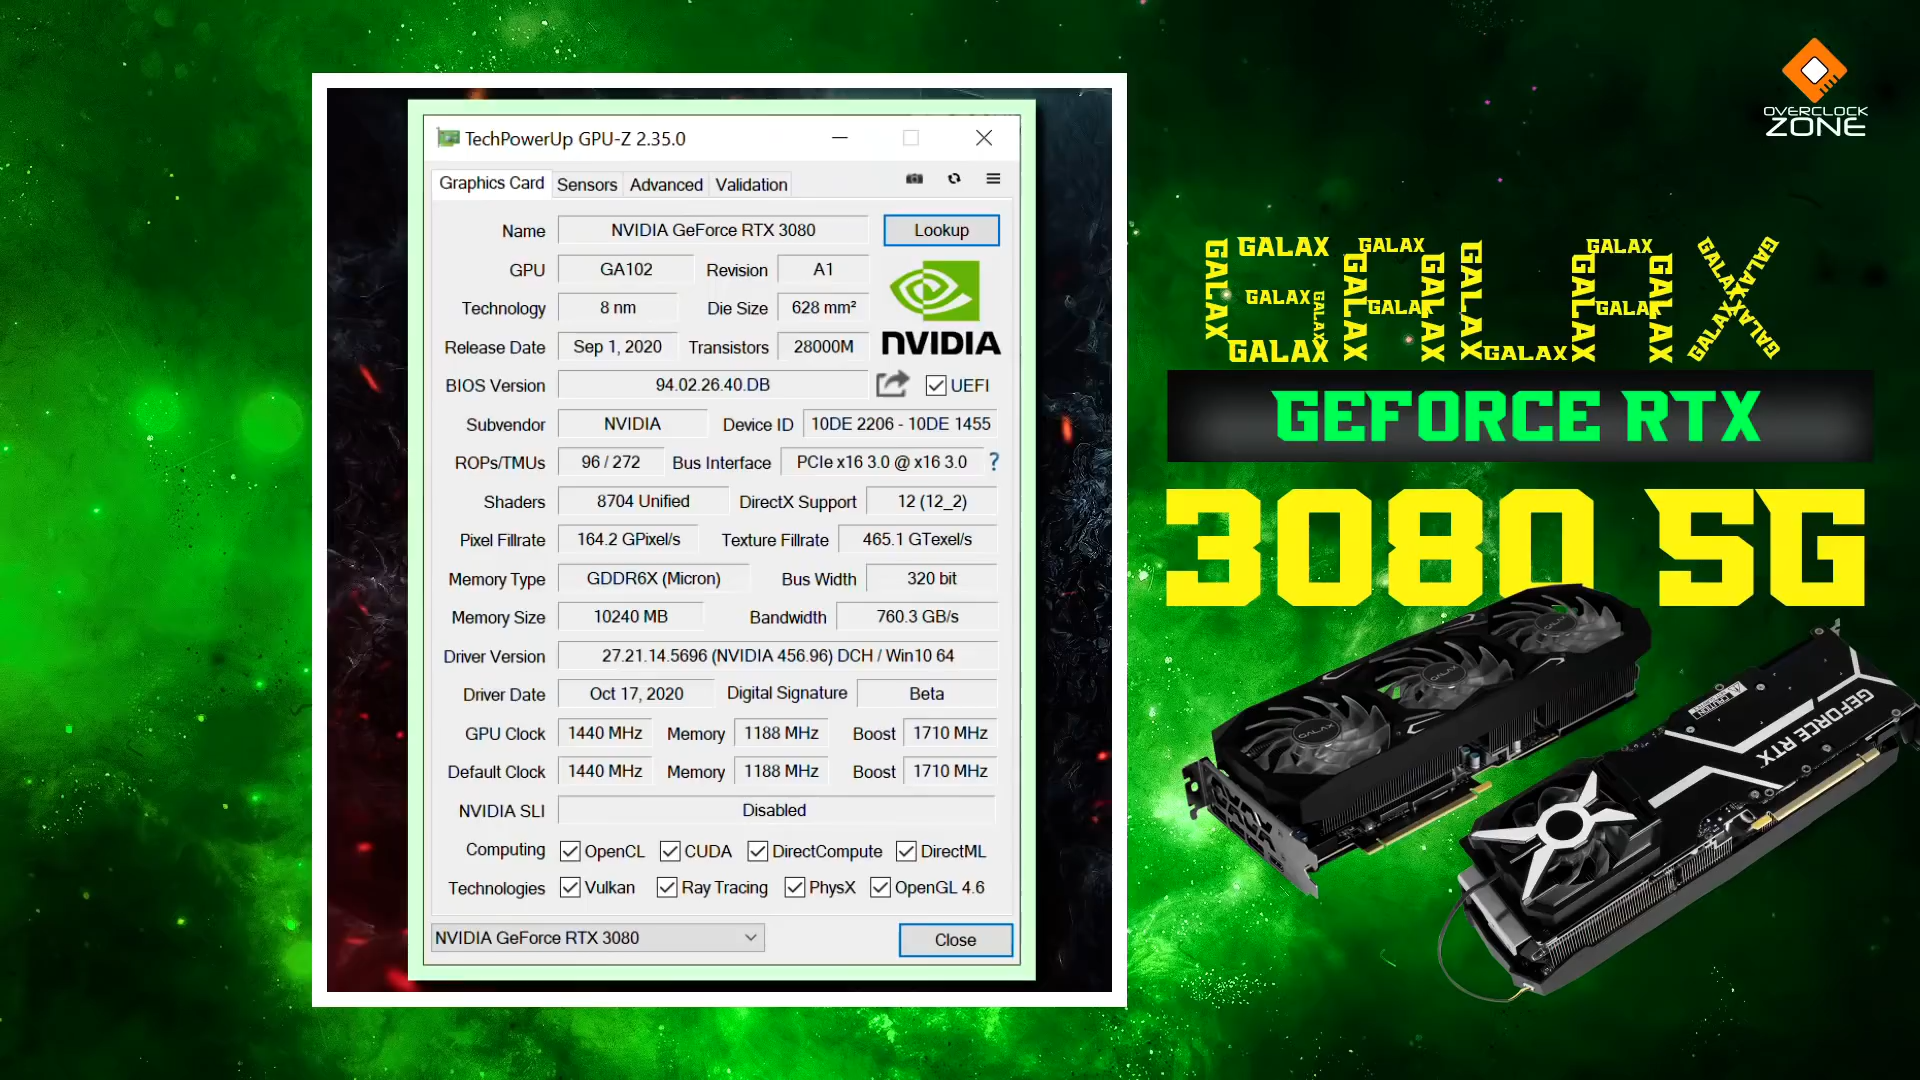 OVERCLOCK
ZONE
TechPowerUp GPU-Z 2.35.0
Graphics Card Sensors Advanced Validation
Name NVIDIA GeForce RTX 3080 Lookup
GPU GA102 Revision A1
Technology 8 nm Die Size 628 mm²
Release Date Sep 1, 2020 Transistors 28000M
NVIDIA
BIOS Version 94.02.26.40.DB UEFI
Subvendor NVIDIA Device ID 10DE 2206 - 10DE 1455
ROPs/TMUs 96 / 272 Bus Interface PCIe x16 3.0 @ x16 3.0 ?
Shaders 8704 Unified DirectX Support 12 (12_2)
Pixel Fillrate 164.2 GPixel/s Texture Fillrate 465.1 GTexel/s
Memory Type GDDR6X (Micron) Bus Width 320 bit
Memory Size 10240 MB Bandwidth 760.3 GB/s
Driver Version 27.21.14.5696 (NVIDIA 456.96) DCH / Win10 64
Driver Date Oct 17, 2020 Digital Signature Beta
GPU Clock 1440 MHz Memory 1188 MHz Boost 1710 MHz
Default Clock 1440 MHz Memory 1188 MHz Boost 1710 MHz
NVIDIA SLI Disabled
Computing OpenCL CUDA DirectCompute DirectML
Technologies Vulkan Ray Tracing PhysX OpenGL 4.6
NVIDIA GeForce RTX 3080 Close
GALAX
GEFORCE RTX
3080 SG
GALAX
GALAX
GALAX
GEFORCE RTX